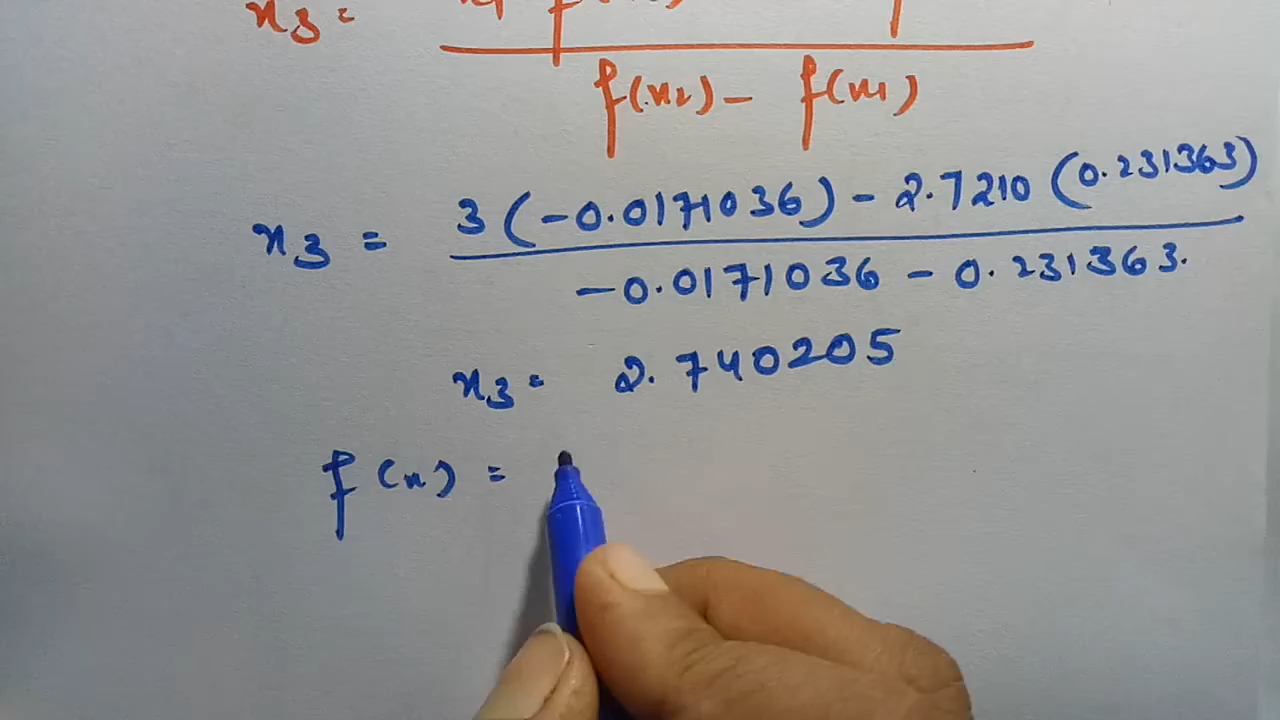 x3 =
f(x2) - f(x1)
x3 = 3(-0.0171036) - 2.7210(0.231363)
-0.0171036 - 0.231363.
x3 = 2.740205
f(x) =